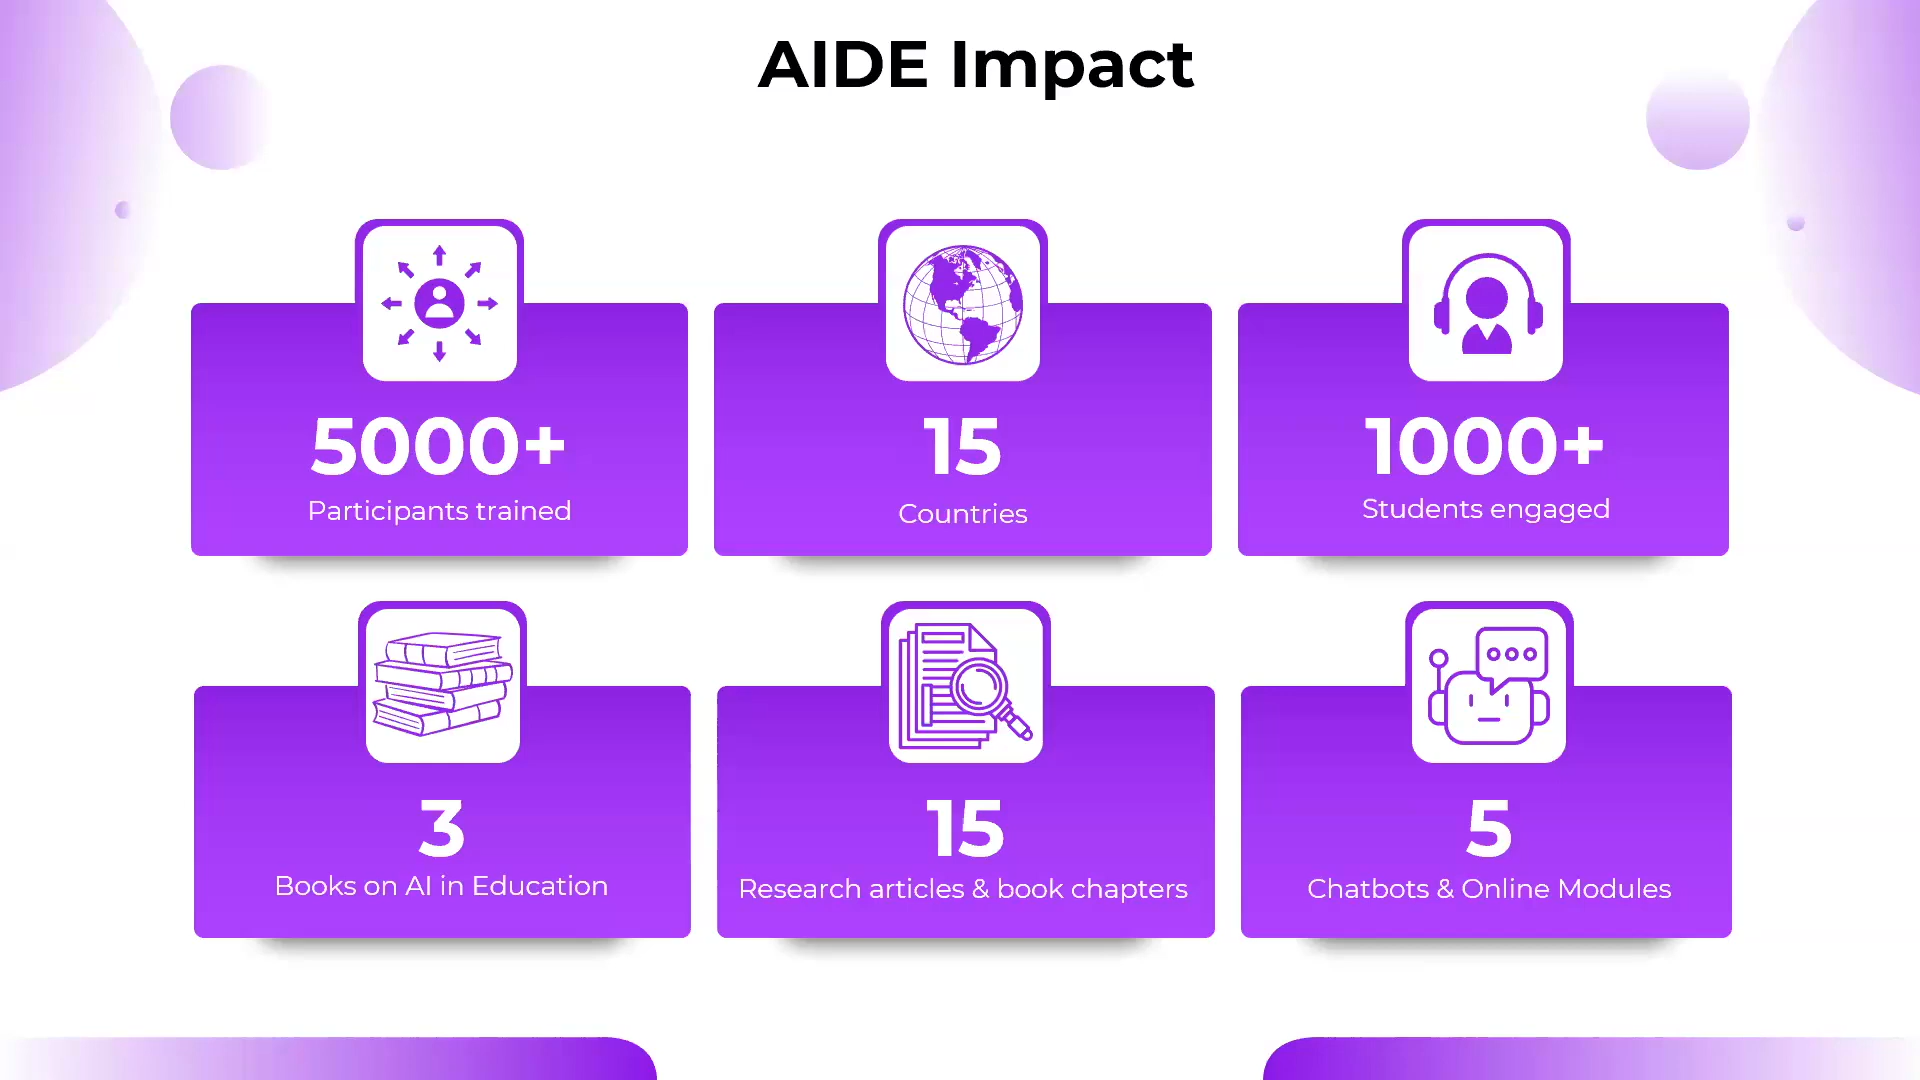 AIDE Impact
5000+
Participants trained
15
Countries
1000+
Students engaged
3
Books on AI in Education
15
Research articles & book chapters
5
Chatbots & Online Modules